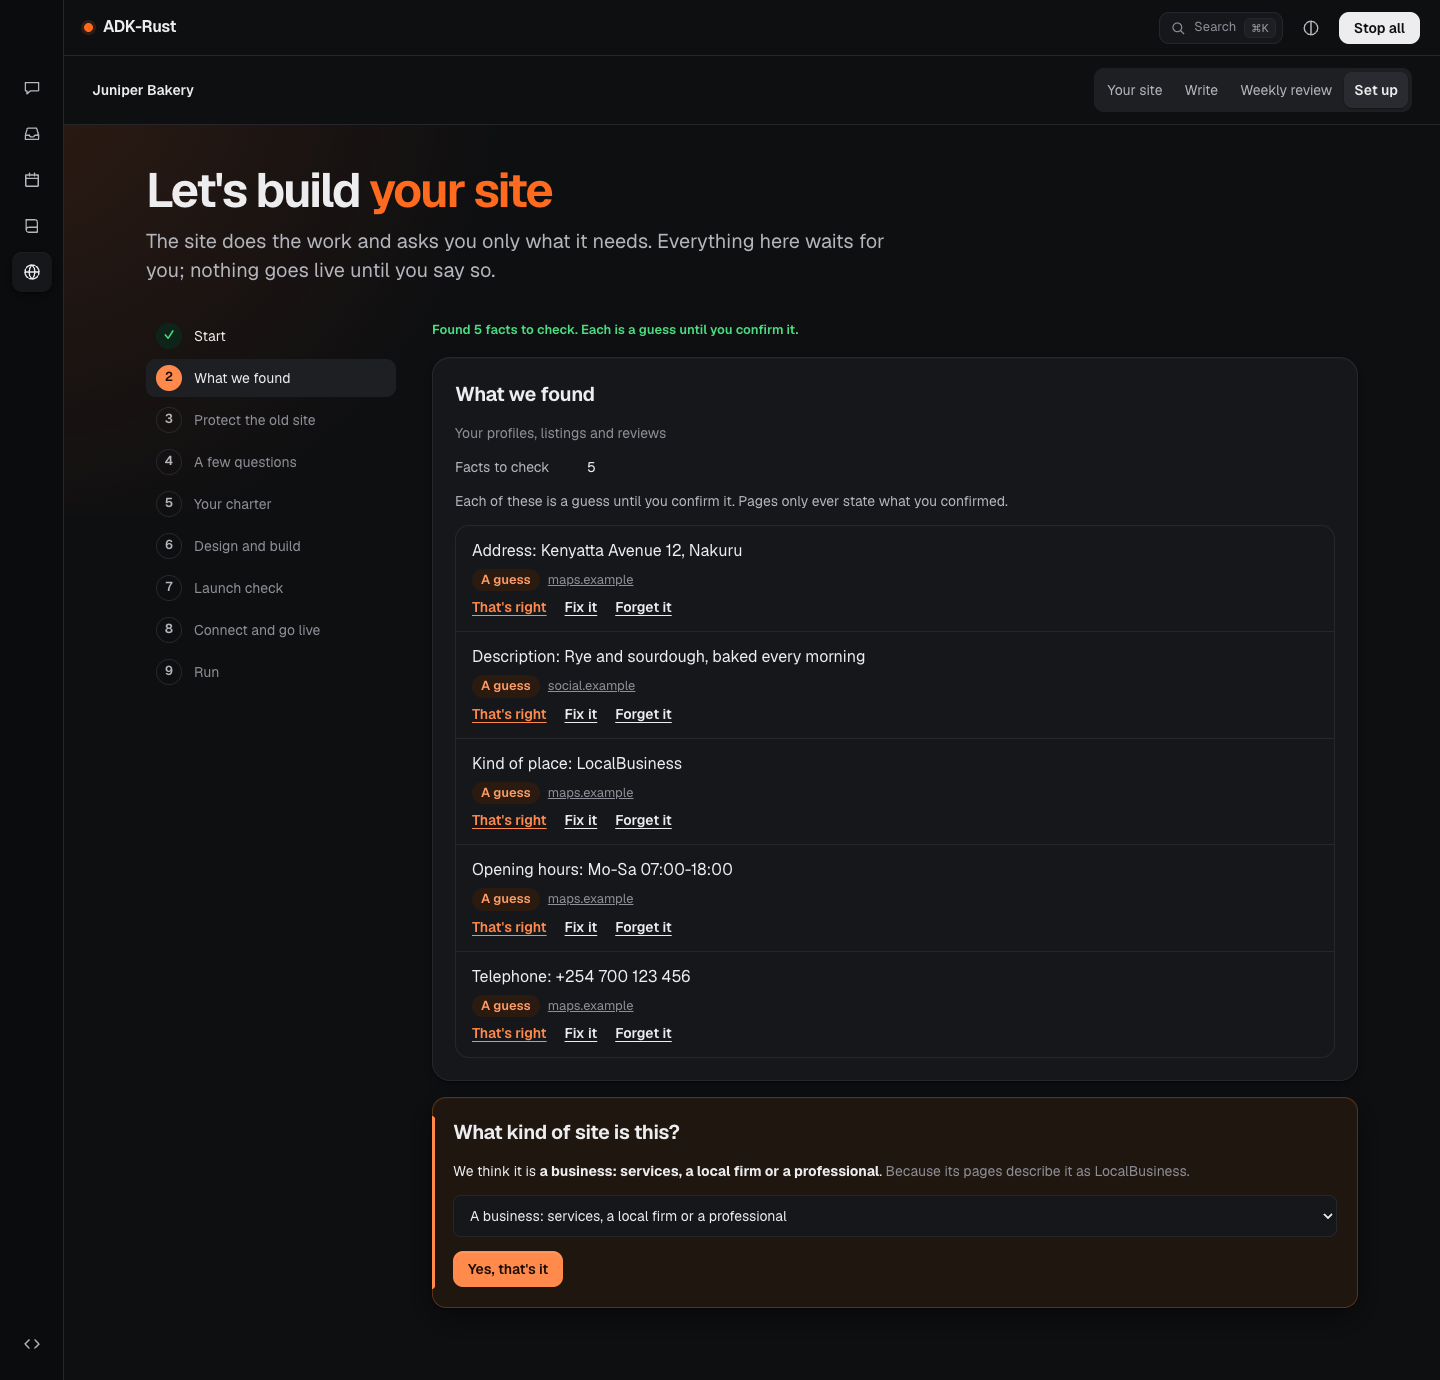 ADK-Rust
Search ⌘K
Stop all
Juniper Bakery
Your site
Write
Weekly review
Set up
Let's build your site
The site does the work and asks you only what it needs. Everything here waits for
you; nothing goes live until you say so.
Start
2 What we found
3 Protect the old site
4 A few questions
5 Your charter
6 Design and build
7 Launch check
8 Connect and go live
9 Run
Found 5 facts to check. Each is a guess until you confirm it.
What we found
Your profiles, listings and reviews
Facts to check 5
Each of these is a guess until you confirm it. Pages only ever state what you confirmed.
Address: Kenyatta Avenue 12, Nakuru
A guess maps.example
That's right Fix it Forget it
Description: Rye and sourdough, baked every morning
A guess social.example
That's right Fix it Forget it
Kind of place: LocalBusiness
A guess maps.example
That's right Fix it Forget it
Opening hours: Mo-Sa 07:00-18:00
A guess maps.example
That's right Fix it Forget it
Telephone: +254 700 123 456
A guess maps.example
That's right Fix it Forget it
What kind of site is this?
We think it is a business: services, a local firm or a professional. Because its pages describe it as LocalBusiness.
A business: services, a local firm or a professional
Yes, that's it